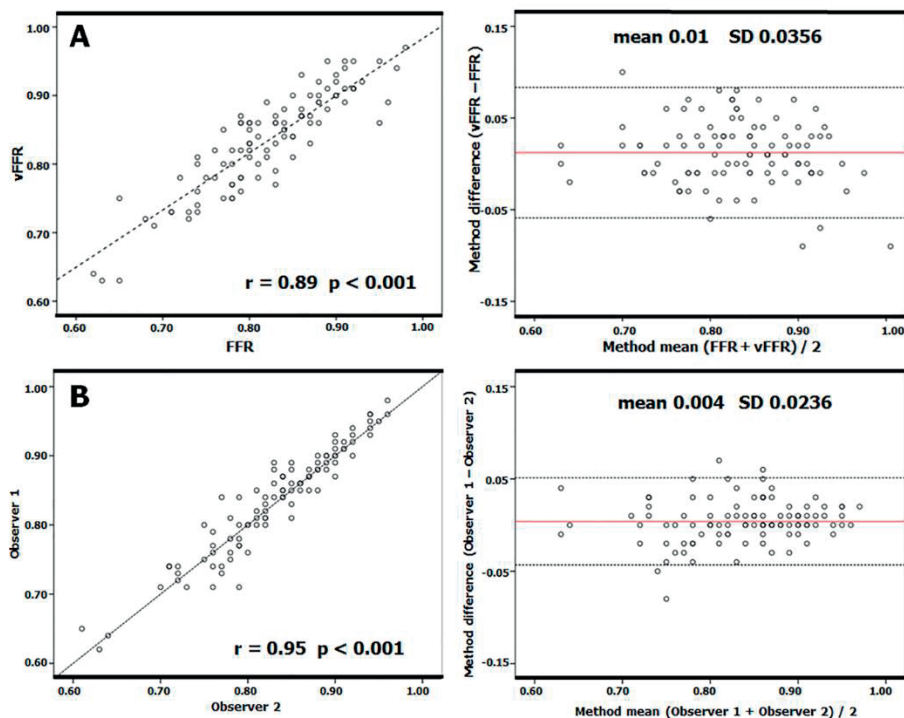 A
1.00
0.90
0.80
0.70
0.60
vFFR
r = 0.89 p < 0.001
0.60 0.70 0.80 0.90 1.00
FFR
mean 0.01 SD 0.0356
0.15
0.05
-0.05
-0.15
Method difference (vFFR – FFR)
0.60 0.70 0.80 0.90 1.00
Method mean (FFR + vFFR) / 2
B
1.00
0.90
0.80
0.70
0.60
Observer 1
r = 0.95 p < 0.001
0.60 0.70 0.80 0.90 1.00
Observer 2
mean 0.004 SD 0.0236
0.15
0.05
-0.05
-0.15
Method difference (Observer 1 – Observer 2)
0.60 0.70 0.80 0.90 1.00
Method mean (Observer 1 + Observer 2) / 2